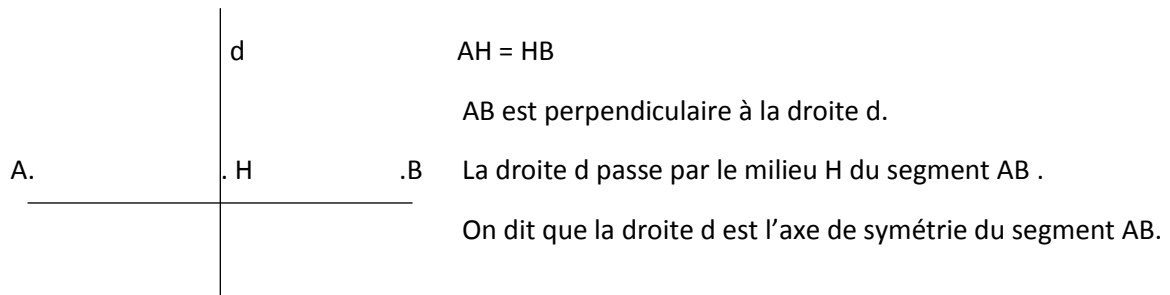 d AH = HB
AB est perpendiculaire à la droite d.
A. . H .B La droite d passe par le milieu H du segment AB .
On dit que la droite d est l’axe de symétrie du segment AB.